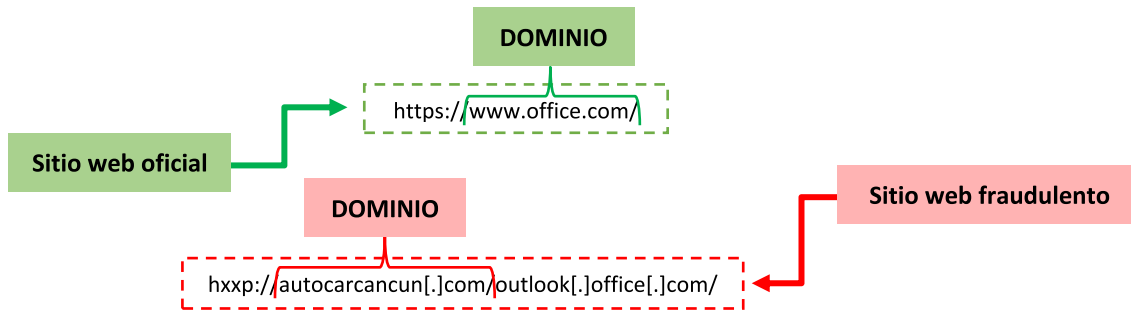 DOMINIO
https://www.office.com/
Sitio web oficial
Sitio web fraudulento
DOMINIO
hxxp://autocarcancun[.]com/outlook[.]office[.]com/